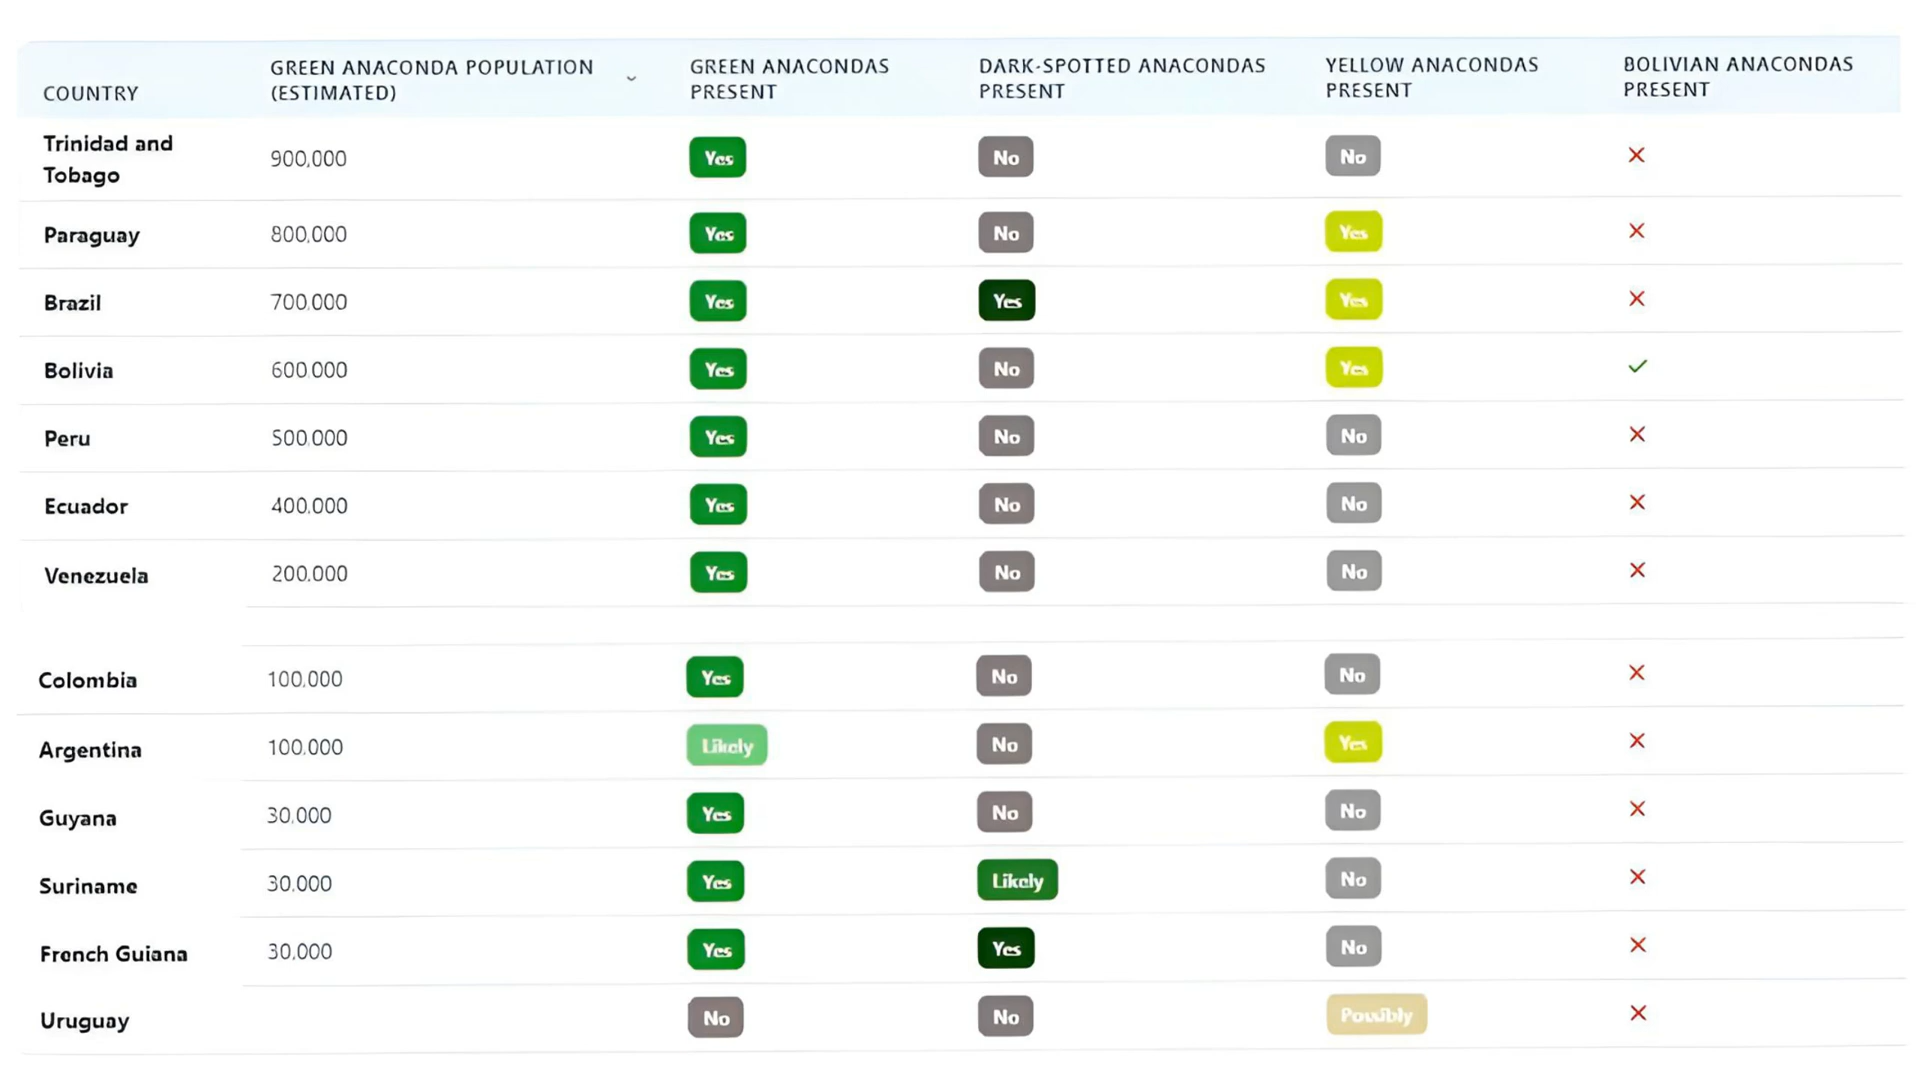 COUNTRY
GREEN ANACONDA POPULATION
(ESTIMATED)
GREEN ANACONDAS
PRESENT
DARK-SPOTTED ANACONDAS
PRESENT
YELLOW ANACONDAS
PRESENT
BOLIVIAN ANACONDAS
PRESENT
Trinidad and
Tobago
900,000 Yes No No
Paraguay 800,000 Yes No Yes
Brazil 700,000 Yes Yes Yes
Bolivia 600,000 Yes No Yes
Peru 500,000 Yes No No
Ecuador 400,000 Yes No No
Venezuela 200,000 Yes No No
Colombia 100,000 Yes No No
Argentina 100,000 Likely No Yes
Guyana 30,000 Yes No No
Suriname 30,000 Yes Likely No
French Guiana 30,000 Yes Yes No
Uruguay No No Possibly